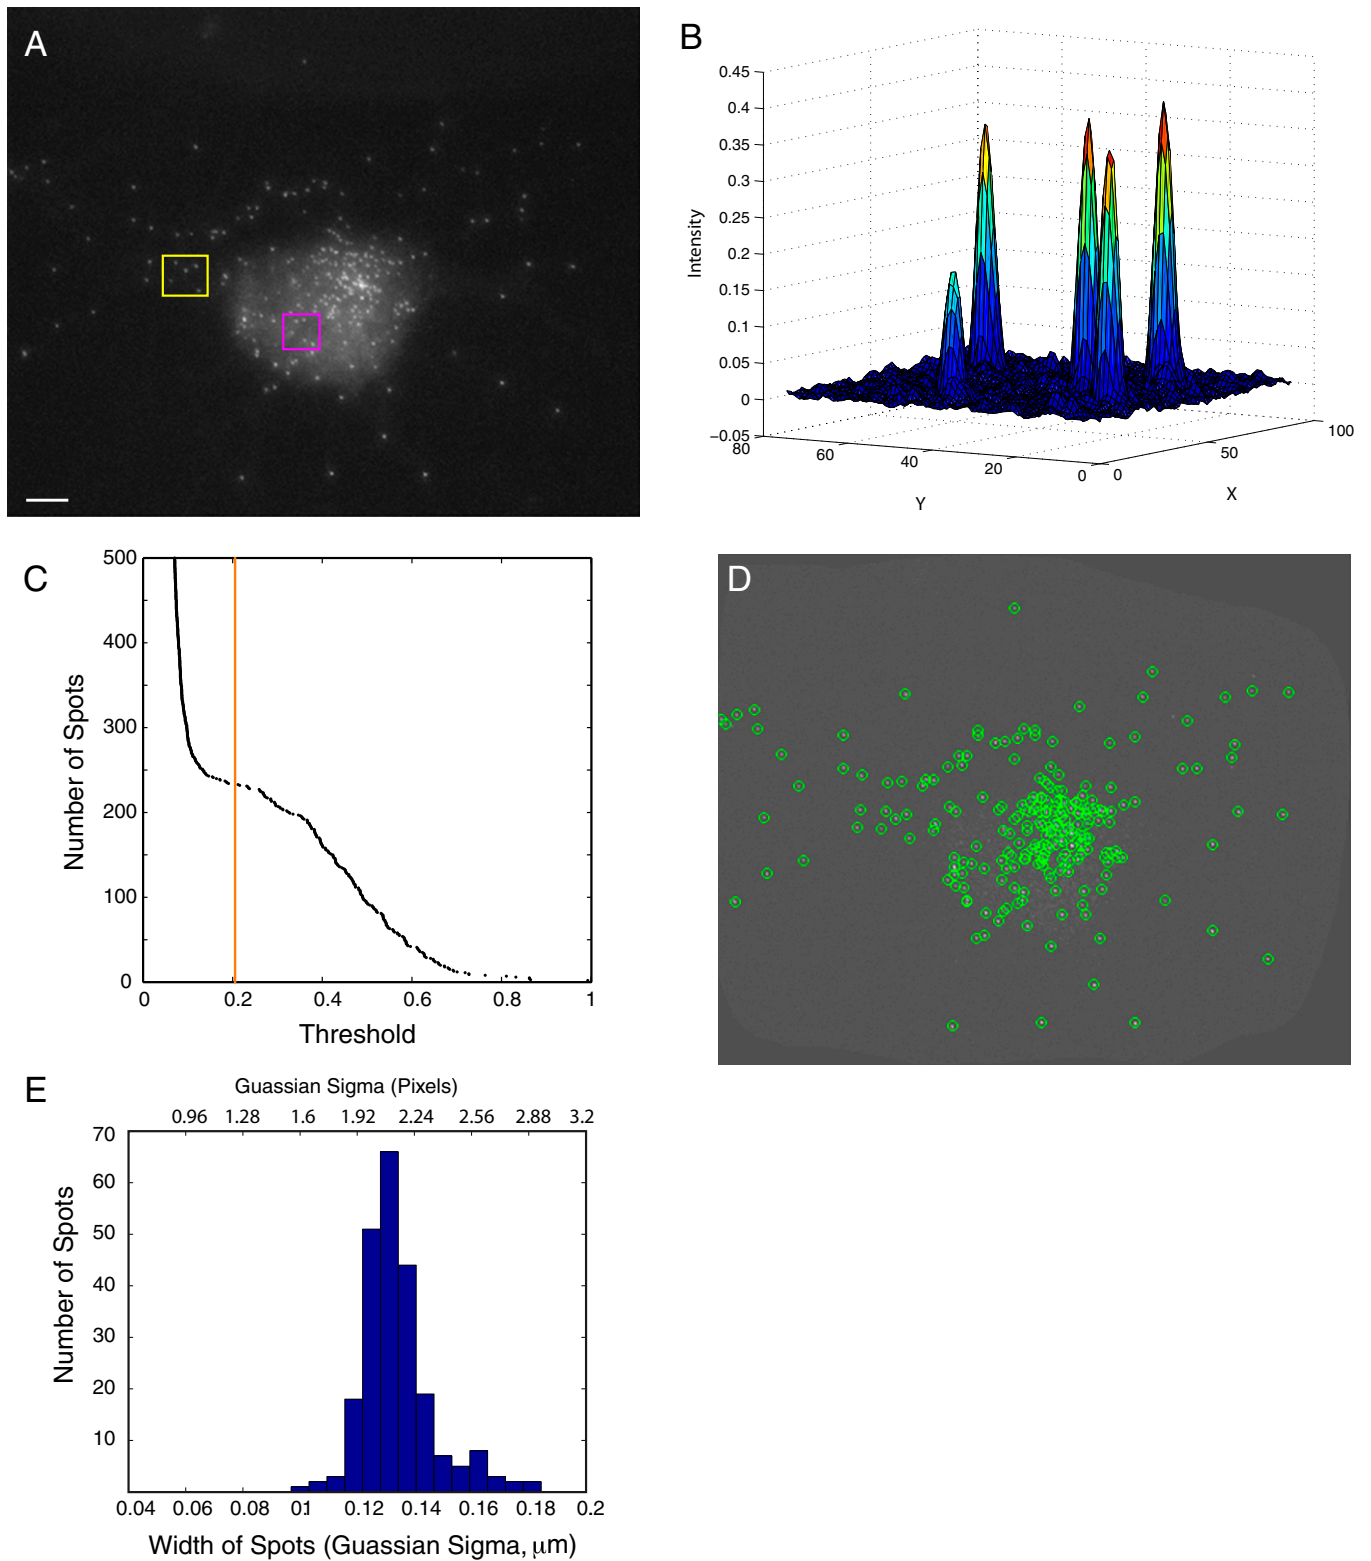 A
B
0.45
0.4
0.35
0.3
0.25
0.2
0.15
0.1
0.05
0
−0.05
Intensity
80
60
40
20
0
0
50
100
Y
X
C
500
400
300
200
100
0
Number of Spots
0
0.2
0.4
0.6
0.8
1
Threshold
D
E
Guassian Sigma (Pixels)
0.96 1.28 1.6 1.92 2.24 2.56 2.88 3.2
70
60
50
40
30
20
10
Number of Spots
0.04 0.06 0.08 01 0.12 0.14 0.16 0.18 0.2
Width of Spots (Guassian Sigma, µm)